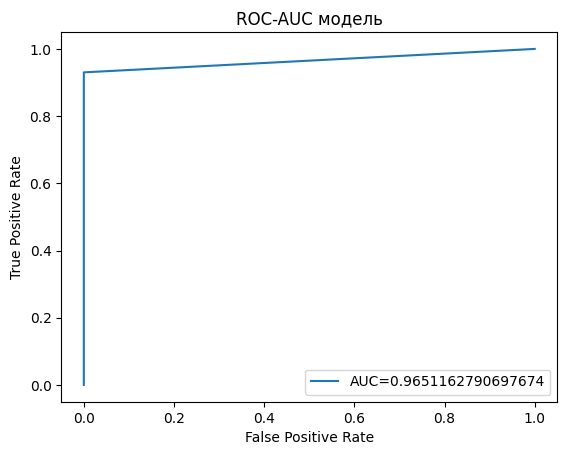 ROC-AUC модель
1.0
0.8
0.6
0.4
0.2
0.0
True Positive Rate
AUC=0.9651162790697674
0.0 0.2 0.4 0.6 0.8 1.0
False Positive Rate